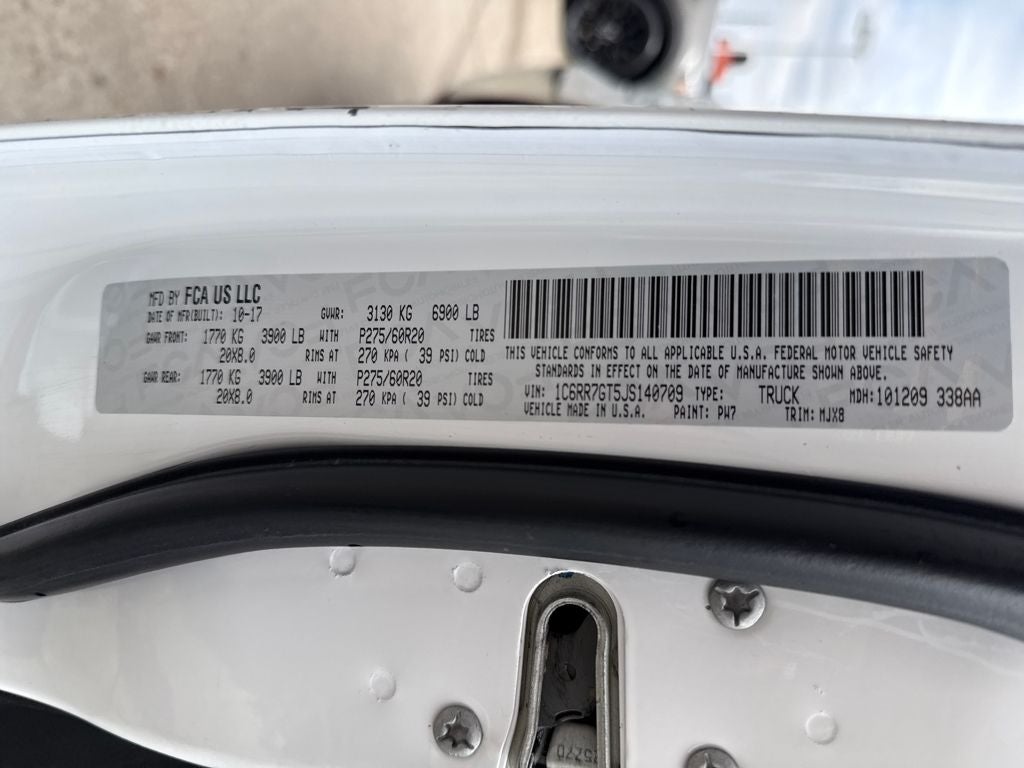 MFD BY FCA US LLC
DATE OF MFR(BUILT): 10-17 GVWR: 3130 KG 6900 LB
GAWR FRONT: 1770 KG 3900 LB WITH P275/60R20 TIRES
20X8.0 RIMS AT 270 KPA ( 39 PSI) COLD
GAWR REAR: 1770 KG 3900 LB WITH P275/60R20 TIRES
20X8.0 RIMS AT 270 KPA ( 39 PSI) COLD
THIS VEHICLE CONFORMS TO ALL APPLICABLE U.S.A. FEDERAL MOTOR VEHICLE SAFETY
STANDARDS IN EFFECT ON THE DATE OF MANUFACTURE SHOWN ABOVE.
VIN: 1C6RR7GT5JS140709 TYPE: TRUCK MDH: 101209 338AA
VEHICLE MADE IN U.S.A. PAINT: PW7 TRIM: MJX8